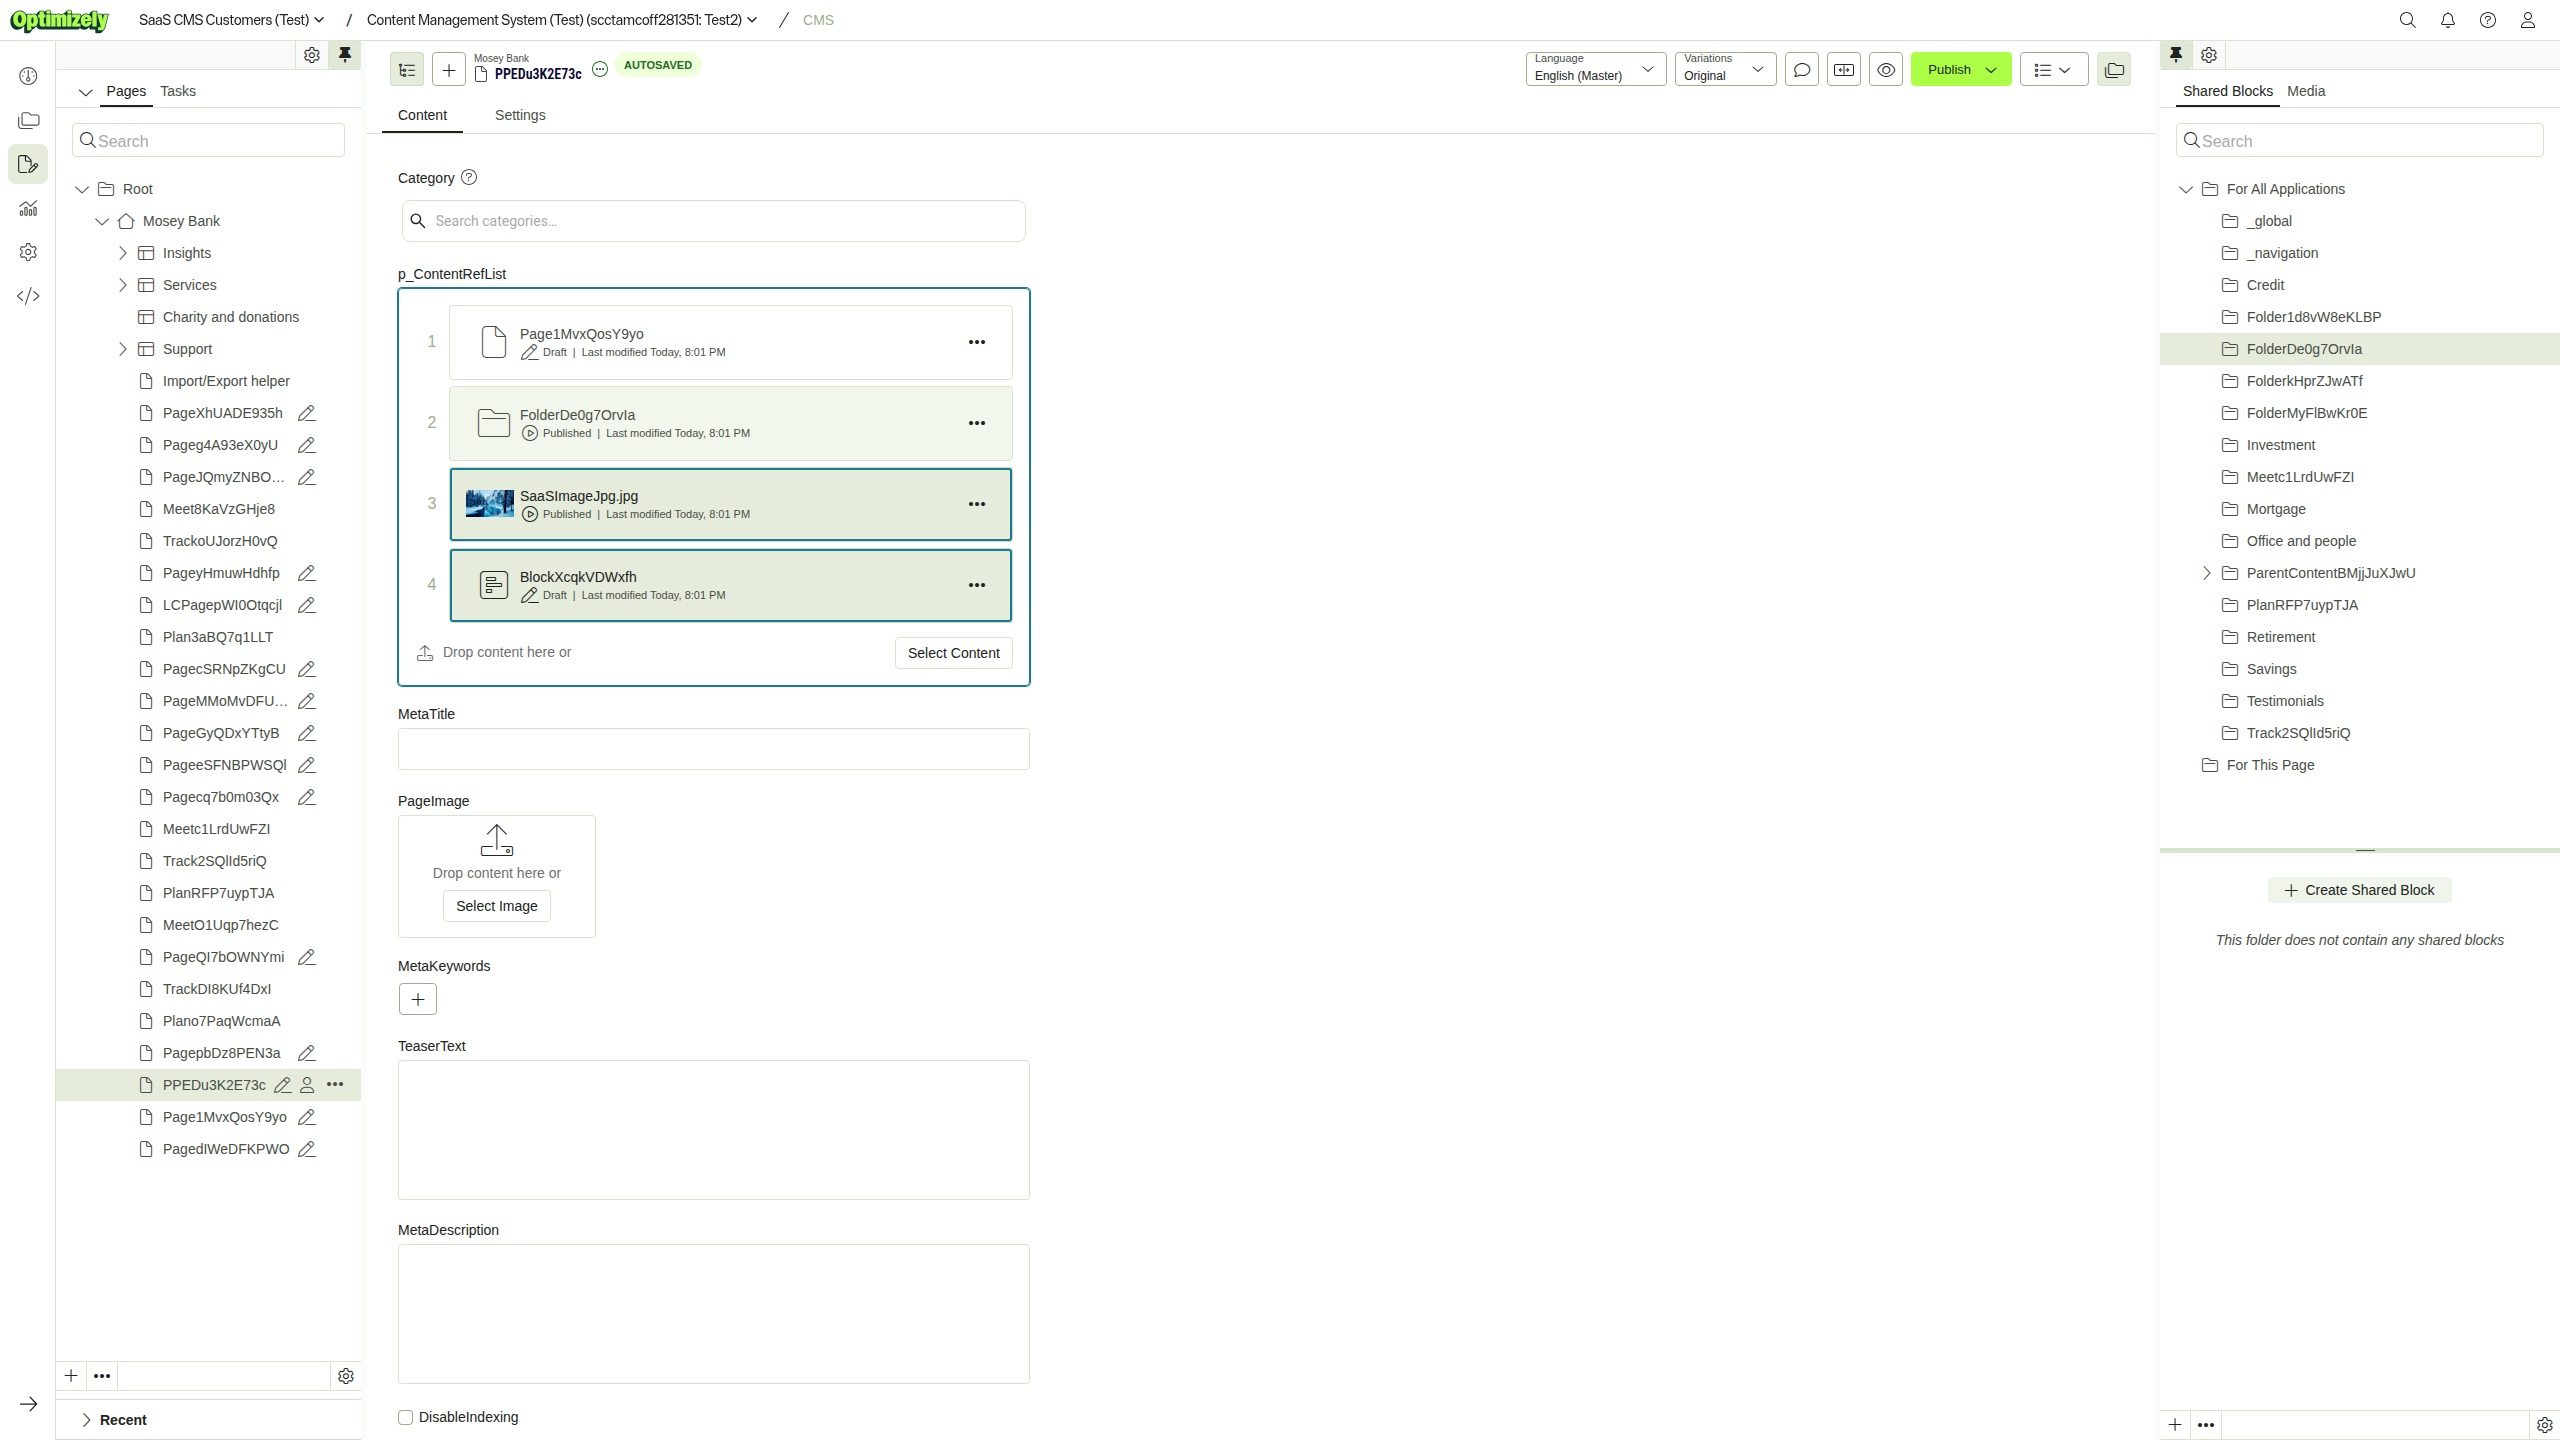 Optimizely
SaaS CMS Customers (Test) / Content Management System (Test) (scctamcoff281351: Test2) / CMS
Pages Tasks
Search
Root
Mosey Bank
Insights
Services
Charity and donations
Support
Import/Export helper
PageXhUADE935h
Pageg4A93eX0yU
PageJQmyZNBO…
Meet8KaVzGHje8
TrackoUJorzH0vQ
PageyHmuwHdhfp
LCPagepWI0Otqcjl
Plan3aBQ7q1LLT
PagecSRNpZKgCU
PageMMoMvDFU…
PageGyQDxYTtyB
PageeSFNBPWSQl
Pagecq7b0m03Qx
Meetc1LrdUwFZI
Track2SQlId5riQ
PlanRFP7uypTJA
MeetO1Uqp7hezC
PageQI7bOWNYmi
TrackDI8KUf4DxI
Plano7PaqWcmaA
PagepbDz8PEN3a
PPEDu3K2E73c
Page1MvxQosY9yo
PagedIWeDFKPWO
Recent
Mosey Bank
PPEDu3K2E73c
AUTOSAVED
Language
English (Master)
Variations
Original
Publish
Content Settings
Category
Search categories...
p_ContentRefList
1
Page1MvxQosY9yo
Draft | Last modified Today, 8:01 PM
2
FolderDe0g7OrvIa
Published | Last modified Today, 8:01 PM
3
SaaSImageJpg.jpg
Published | Last modified Today, 8:01 PM
4
BlockXcqkVDWxfh
Draft | Last modified Today, 8:01 PM
Drop content here or
Select Content
MetaTitle
PageImage
Drop content here or
Select Image
MetaKeywords
TeaserText
MetaDescription
DisableIndexing
Shared Blocks Media
Search
For All Applications
_global
_navigation
Credit
Folder1d8vW8eKLBP
FolderDe0g7OrvIa
FolderkHprZJwATf
FolderMyFlBwKr0E
Investment
Meetc1LrdUwFZI
Mortgage
Office and people
ParentContentBMjjJuXJwU
PlanRFP7uypTJA
Retirement
Savings
Testimonials
Track2SQlId5riQ
For This Page
Create Shared Block
This folder does not contain any shared blocks